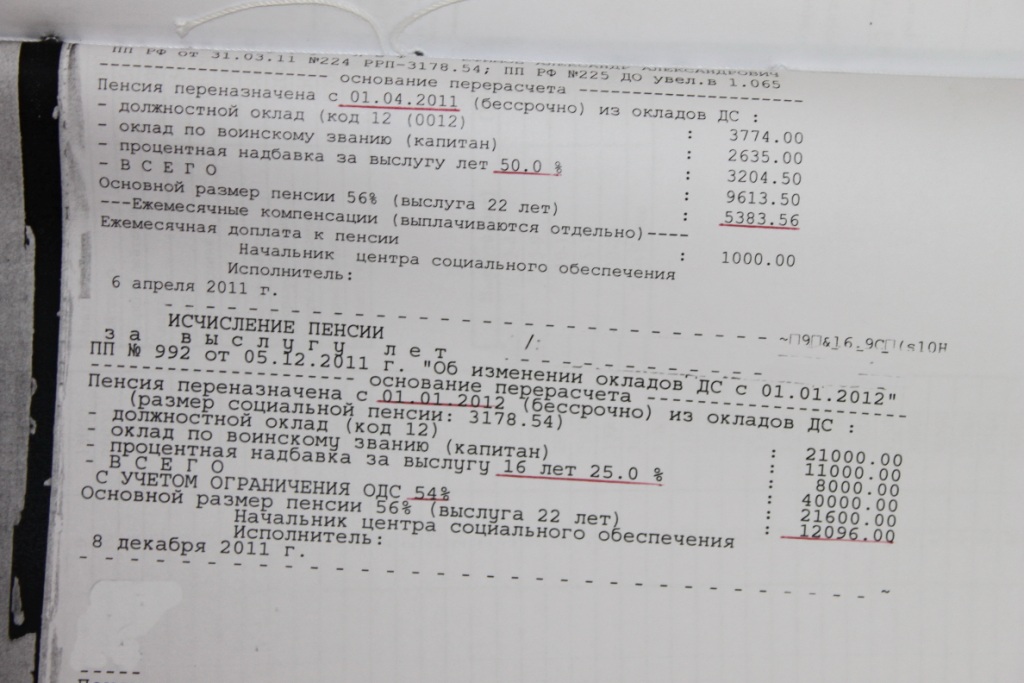 ПП РФ от 31.03.11 №224 РРП-3178.54; ПП РФ №225 ДО увел.в 1.065
-------------------- основание перерасчета --------------------
Пенсия переназначена с 01.04.2011 (бессрочно) из окладов ДС :
- должностной оклад (код 12 (0012) : 3774.00
- оклад по воинскому званию (капитан) : 2635.00
- процентная надбавка за выслугу лет 50.0 % : 3204.50
- В С Е Г О : 9613.50
Основной размер пенсии 56% (выслуга 22 лет) : 5383.56
---Ежемесячные компенсации (выплачиваются отдельно)----
Ежемесячная доплата к пенсии : 1000.00
Начальник центра социального обеспечения
Исполнитель:
6 апреля 2011 г.
ИСЧИСЛЕНИЕ ПЕНСИИ /:
за выслугу лет
ПП № 992 от 05.12.2011 г. "Об изменении окладов ДС с 01.01.2012"
-------------------- основание перерасчета --------------------
Пенсия переназначена с 01.01.2012 (бессрочно) из окладов ДС :
(размер социальной пенсии: 3178.54)
- должностной оклад (код 12) : 21000.00
- оклад по воинскому званию (капитан) : 11000.00
- процентная надбавка за выслугу 16 лет 25.0 % : 8000.00
- В С Е Г О : 40000.00
С УЧЕТОМ ОГРАНИЧЕНИЯ ОДС 54% : 21600.00
Основной размер пенсии 56% (выслуга 22 лет) : 12096.00
Начальник центра социального обеспечения
Исполнитель:
8 декабря 2011 г.